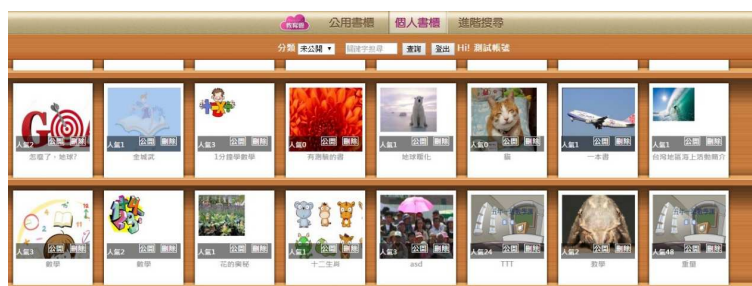 教育雲 公用書櫃 個人書櫃 進階搜尋
分類 未公開 關鍵字搜尋 查詢 登出 Hi! 測試帳號
GO
人氣2 公開 刪除
怎麼了,地球?
人氣1 公開 刪除
金城武
人氣3 公開 刪除
1分鐘學數學
人氣0 公開 刪除
有測驗的書
人氣1 公開 刪除
地球暖化
人氣0 公開 刪除
貓
人氣1 公開 刪除
一本書
人氣1 公開 刪除
台灣地區海上活動簡介
人氣3 公開 刪除
數學
人氣2 公開 刪除
數學
人氣1 公開 刪除
花的奧秘
人氣1 公開 刪除
十二生肖
人氣3 公開 刪除
asd
人氣24 公開 刪除
TTT
人氣2 公開 刪除
數學
人氣48 公開 刪除
重量